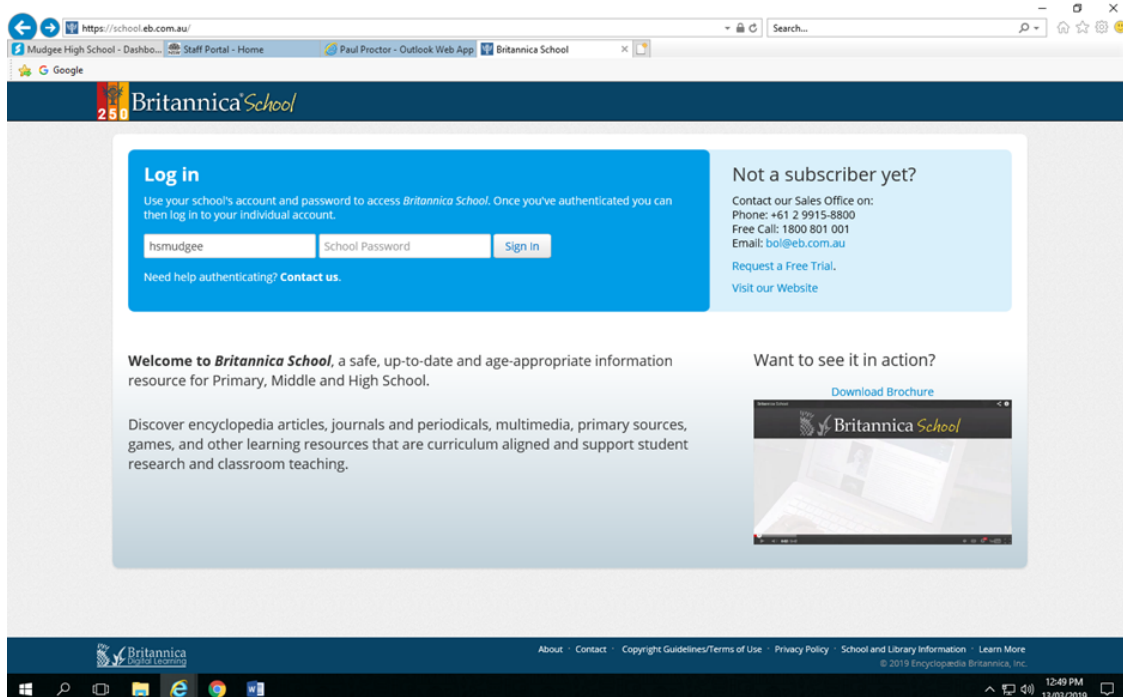 https://school.eb.com.au/
Search...
Mudgee High School - Dashbo...
Staff Portal - Home
Paul Proctor - Outlook Web App
Britannica School
Google
250
Britannica School
Log in
Use your school's account and password to access Britannica School. Once you've authenticated you can
then log in to your individual account.
hsmudgee
School Password
Sign In
Need help authenticating? Contact us.
Not a subscriber yet?
Contact our Sales Office on:
Phone: +61 2 9915-8800
Free Call: 1800 801 001
Email: bol@eb.com.au
Request a Free Trial.
Visit our Website
Welcome to Britannica School, a safe, up-to-date and age-appropriate information
resource for Primary, Middle and High School.
Discover encyclopedia articles, journals and periodicals, multimedia, primary sources,
games, and other learning resources that are curriculum aligned and support student
research and classroom teaching.
Want to see it in action?
Download Brochure
Britannica School
Britannica School
Britannica
Digital Learning
About · Contact · Copyright Guidelines/Terms of Use · Privacy Policy · School and Library Information · Learn More
© 2019 Encyclopædia Britannica, Inc.
12:49 PM
13/03/2019